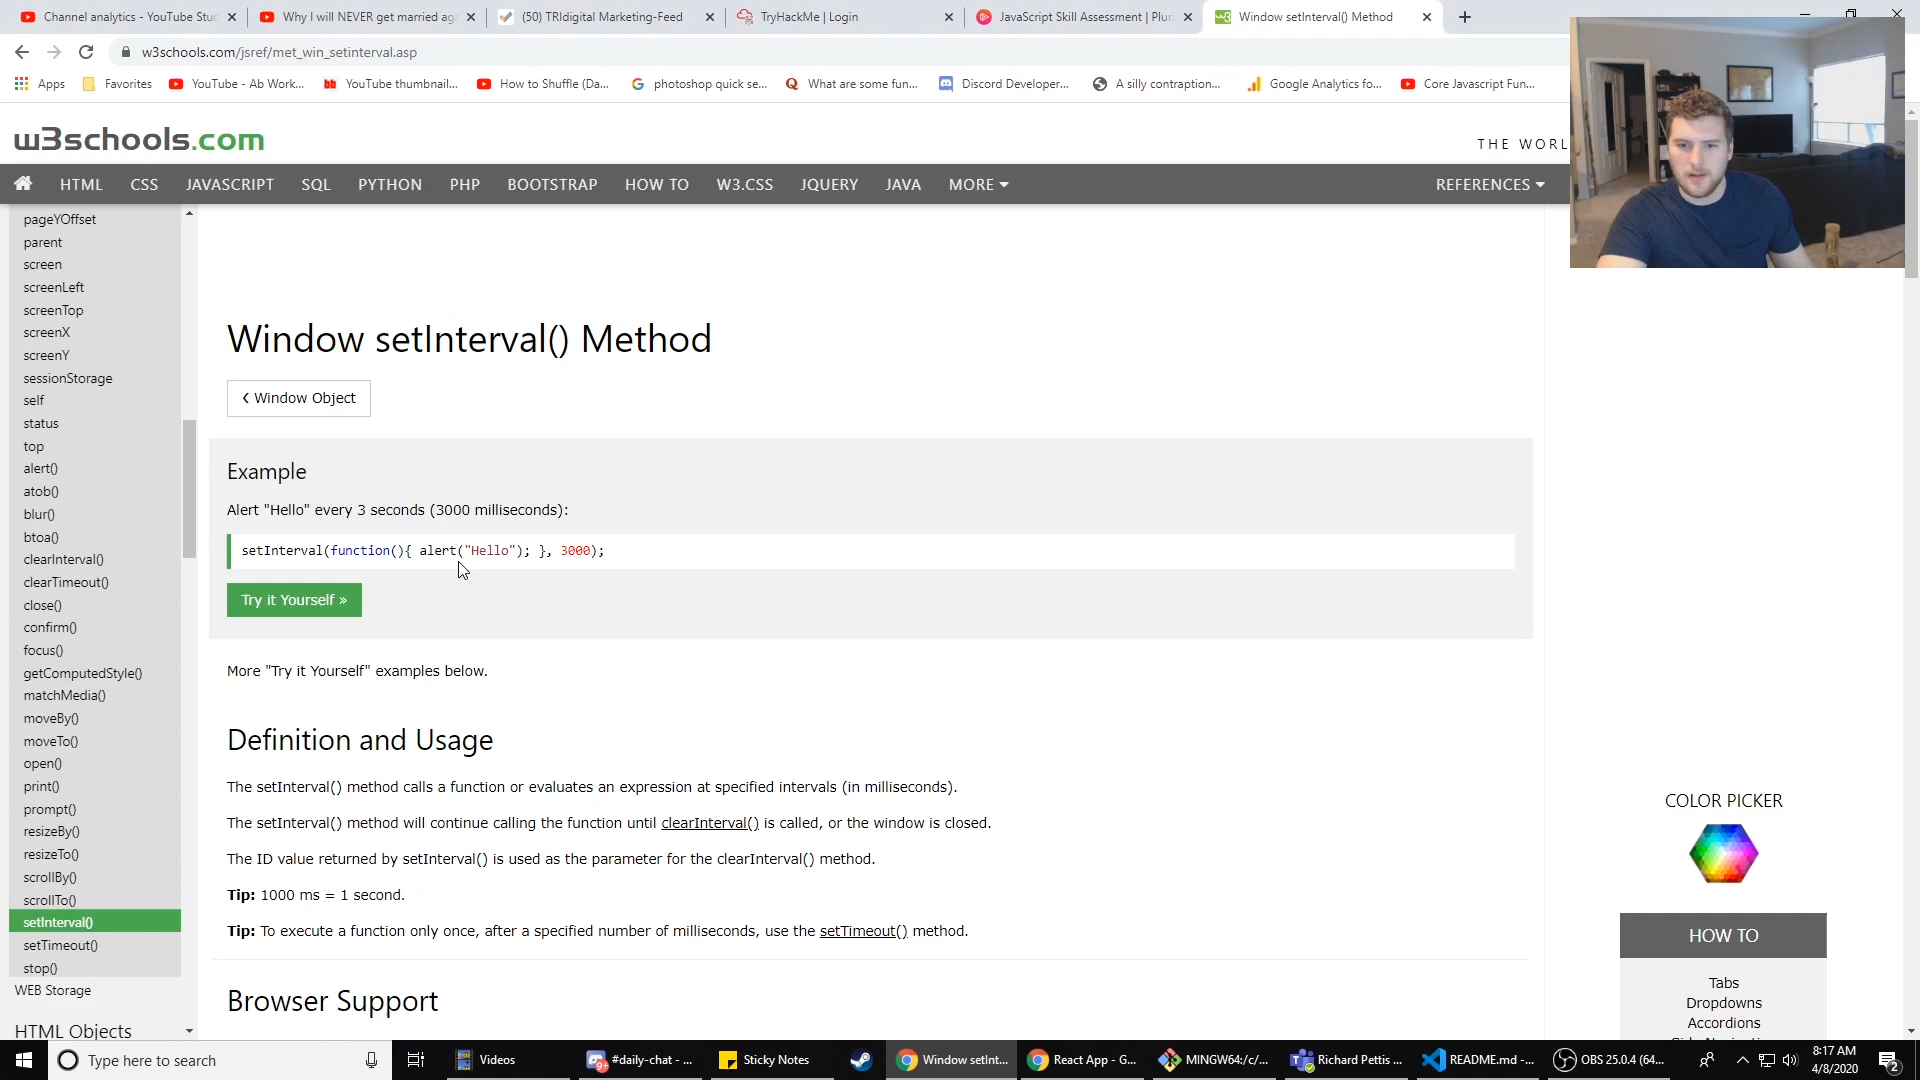 Channel analytics - YouTube Stu
Why I will NEVER get married aga
(50) TRIdigital Marketing-Feed
TryHackMe | Login
JavaScript Skill Assessment | Plur
Window setInterval() Method
w3schools.com/jsref/met_win_setinterval.asp
Apps
Favorites
YouTube - Ab Work...
YouTube thumbnail...
How to Shuffle (Da...
photoshop quick se...
What are some fun...
Discord Developer...
A silly contraption...
Google Analytics fo...
Core Javascript Fun...
w3schools.com
THE WORL
HTML
CSS
JAVASCRIPT
SQL
PYTHON
PHP
BOOTSTRAP
HOW TO
W3.CSS
JQUERY
JAVA
MORE
REFERENCES
pageYOffset
parent
screen
screenLeft
screenTop
screenX
screenY
sessionStorage
self
status
top
alert()
atob()
blur()
btoa()
clearInterval()
clearTimeout()
close()
confirm()
focus()
getComputedStyle()
matchMedia()
moveBy()
moveTo()
open()
print()
prompt()
resizeBy()
resizeTo()
scrollBy()
scrollTo()
setInterval()
setTimeout()
stop()
WEB Storage
HTML Objects
Window setInterval() Method
❮ Window Object
Example
Alert "Hello" every 3 seconds (3000 milliseconds):
setInterval(function(){ alert("Hello"); }, 3000);
Try it Yourself »
More "Try it Yourself" examples below.
Definition and Usage
The setInterval() method calls a function or evaluates an expression at specified intervals (in milliseconds).
The setInterval() method will continue calling the function until clearInterval() is called, or the window is closed.
The ID value returned by setInterval() is used as the parameter for the clearInterval() method.
Tip: 1000 ms = 1 second.
Tip: To execute a function only once, after a specified number of milliseconds, use the setTimeout() method.
Browser Support
COLOR PICKER
HOW TO
Tabs
Dropdowns
Accordions
Type here to search
Videos
#daily-chat - ...
Sticky Notes
Window setInt...
React App - G...
MINGW64:/c/...
Richard Pettis ...
README.md -...
OBS 25.0.4 (64...
8:17 AM
4/8/2020
2